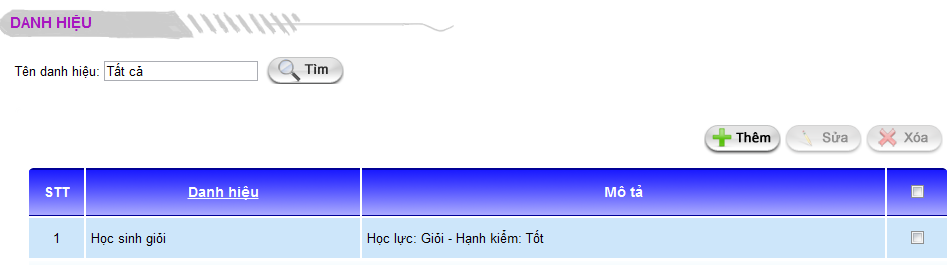 DANH HIỆU
Tên danh hiệu: Tất cả Tìm
Thêm Sửa Xóa
STT Danh hiệu Mô tả
1 Học sinh giỏi Học lực: Giỏi - Hạnh kiểm: Tốt